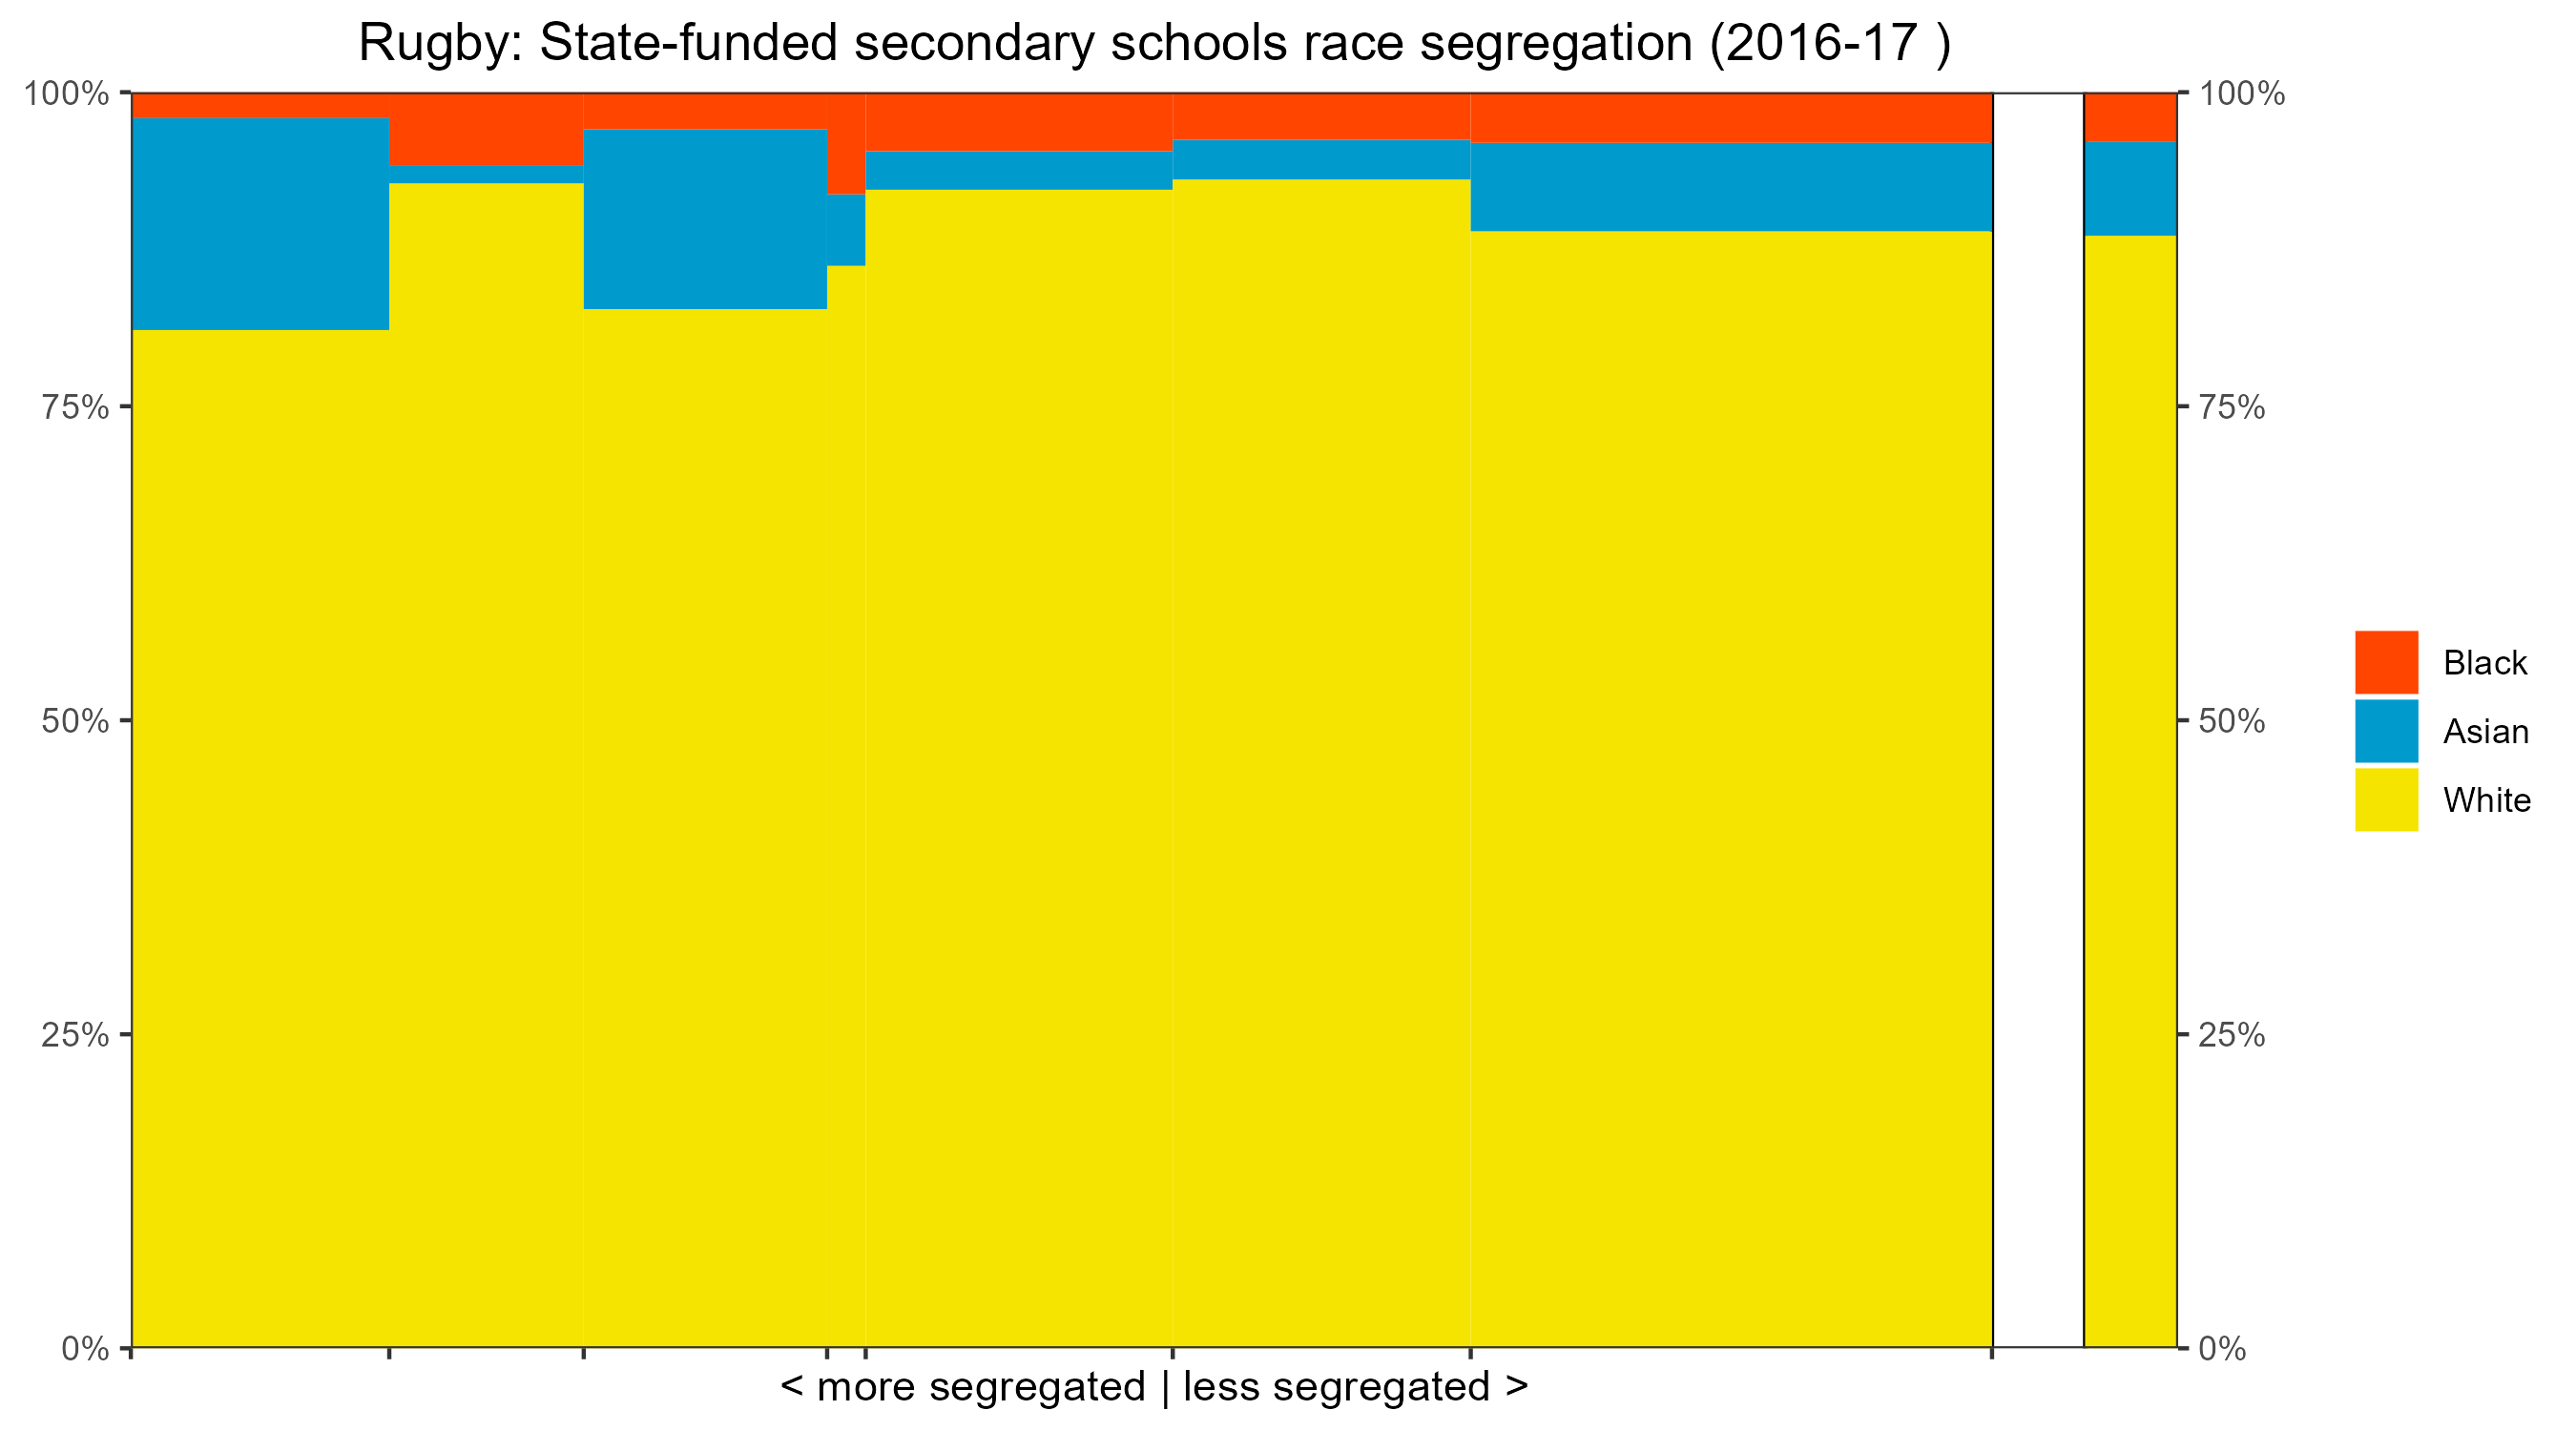 Rugby: State-funded secondary schools race segregation (2016-17 )
100%
75%
50%
25%
0%
100%
75%
50%
25%
0%
Black
Asian
White
< more segregated | less segregated >